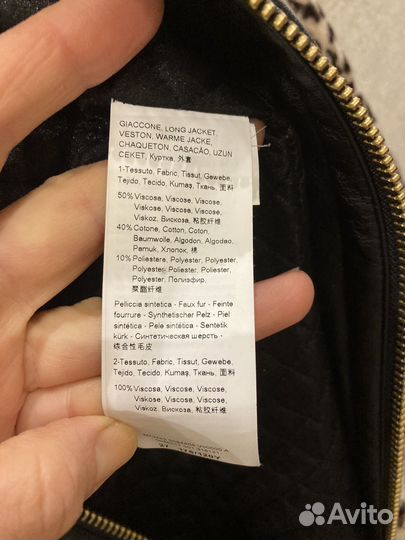 GIACCONE, LONG JACKET,
VESTON, WARME JACKE,
CHAQUETON, CASACÃO, UZUN
CEKET, Куртка, 外套
1-Tessuto, Fabric, Tissut, Gewebe,
Tejido, Tecido, Kumaş, Ткань, 面料
50% Viscosa, Viscose, Viscose,
Viskose, Viscosa, Viscose,
Viskoz, Вискоза, 粘胶纤维
40% Cotone, Cotton, Coton,
Baumwolle, Algodon, Algodao,
Pamuk, Хлопок, 棉
10% Poliestere, Polyester, Polyester,
Polyester, Poliester, Poliester,
Polyester, Полиэфир,
聚酯纤维
Pelliccia sintetica - Faux fur - Feinte
fourrure - Synthetischer Pelz - Piel
sintética - Pele sintética - Sentetik
kürk - Синтетическая шерсть -
综合性毛皮
2-Tessuto, Fabric, Tissut, Gewebe,
Tejido, Tecido, Kumaş, Ткань, 面料
100% Viscosa, Viscose, Viscose,
Viskose, Viscosa, Viscose,
Viskoz, Вискоза, 粘胶纤维
Avito